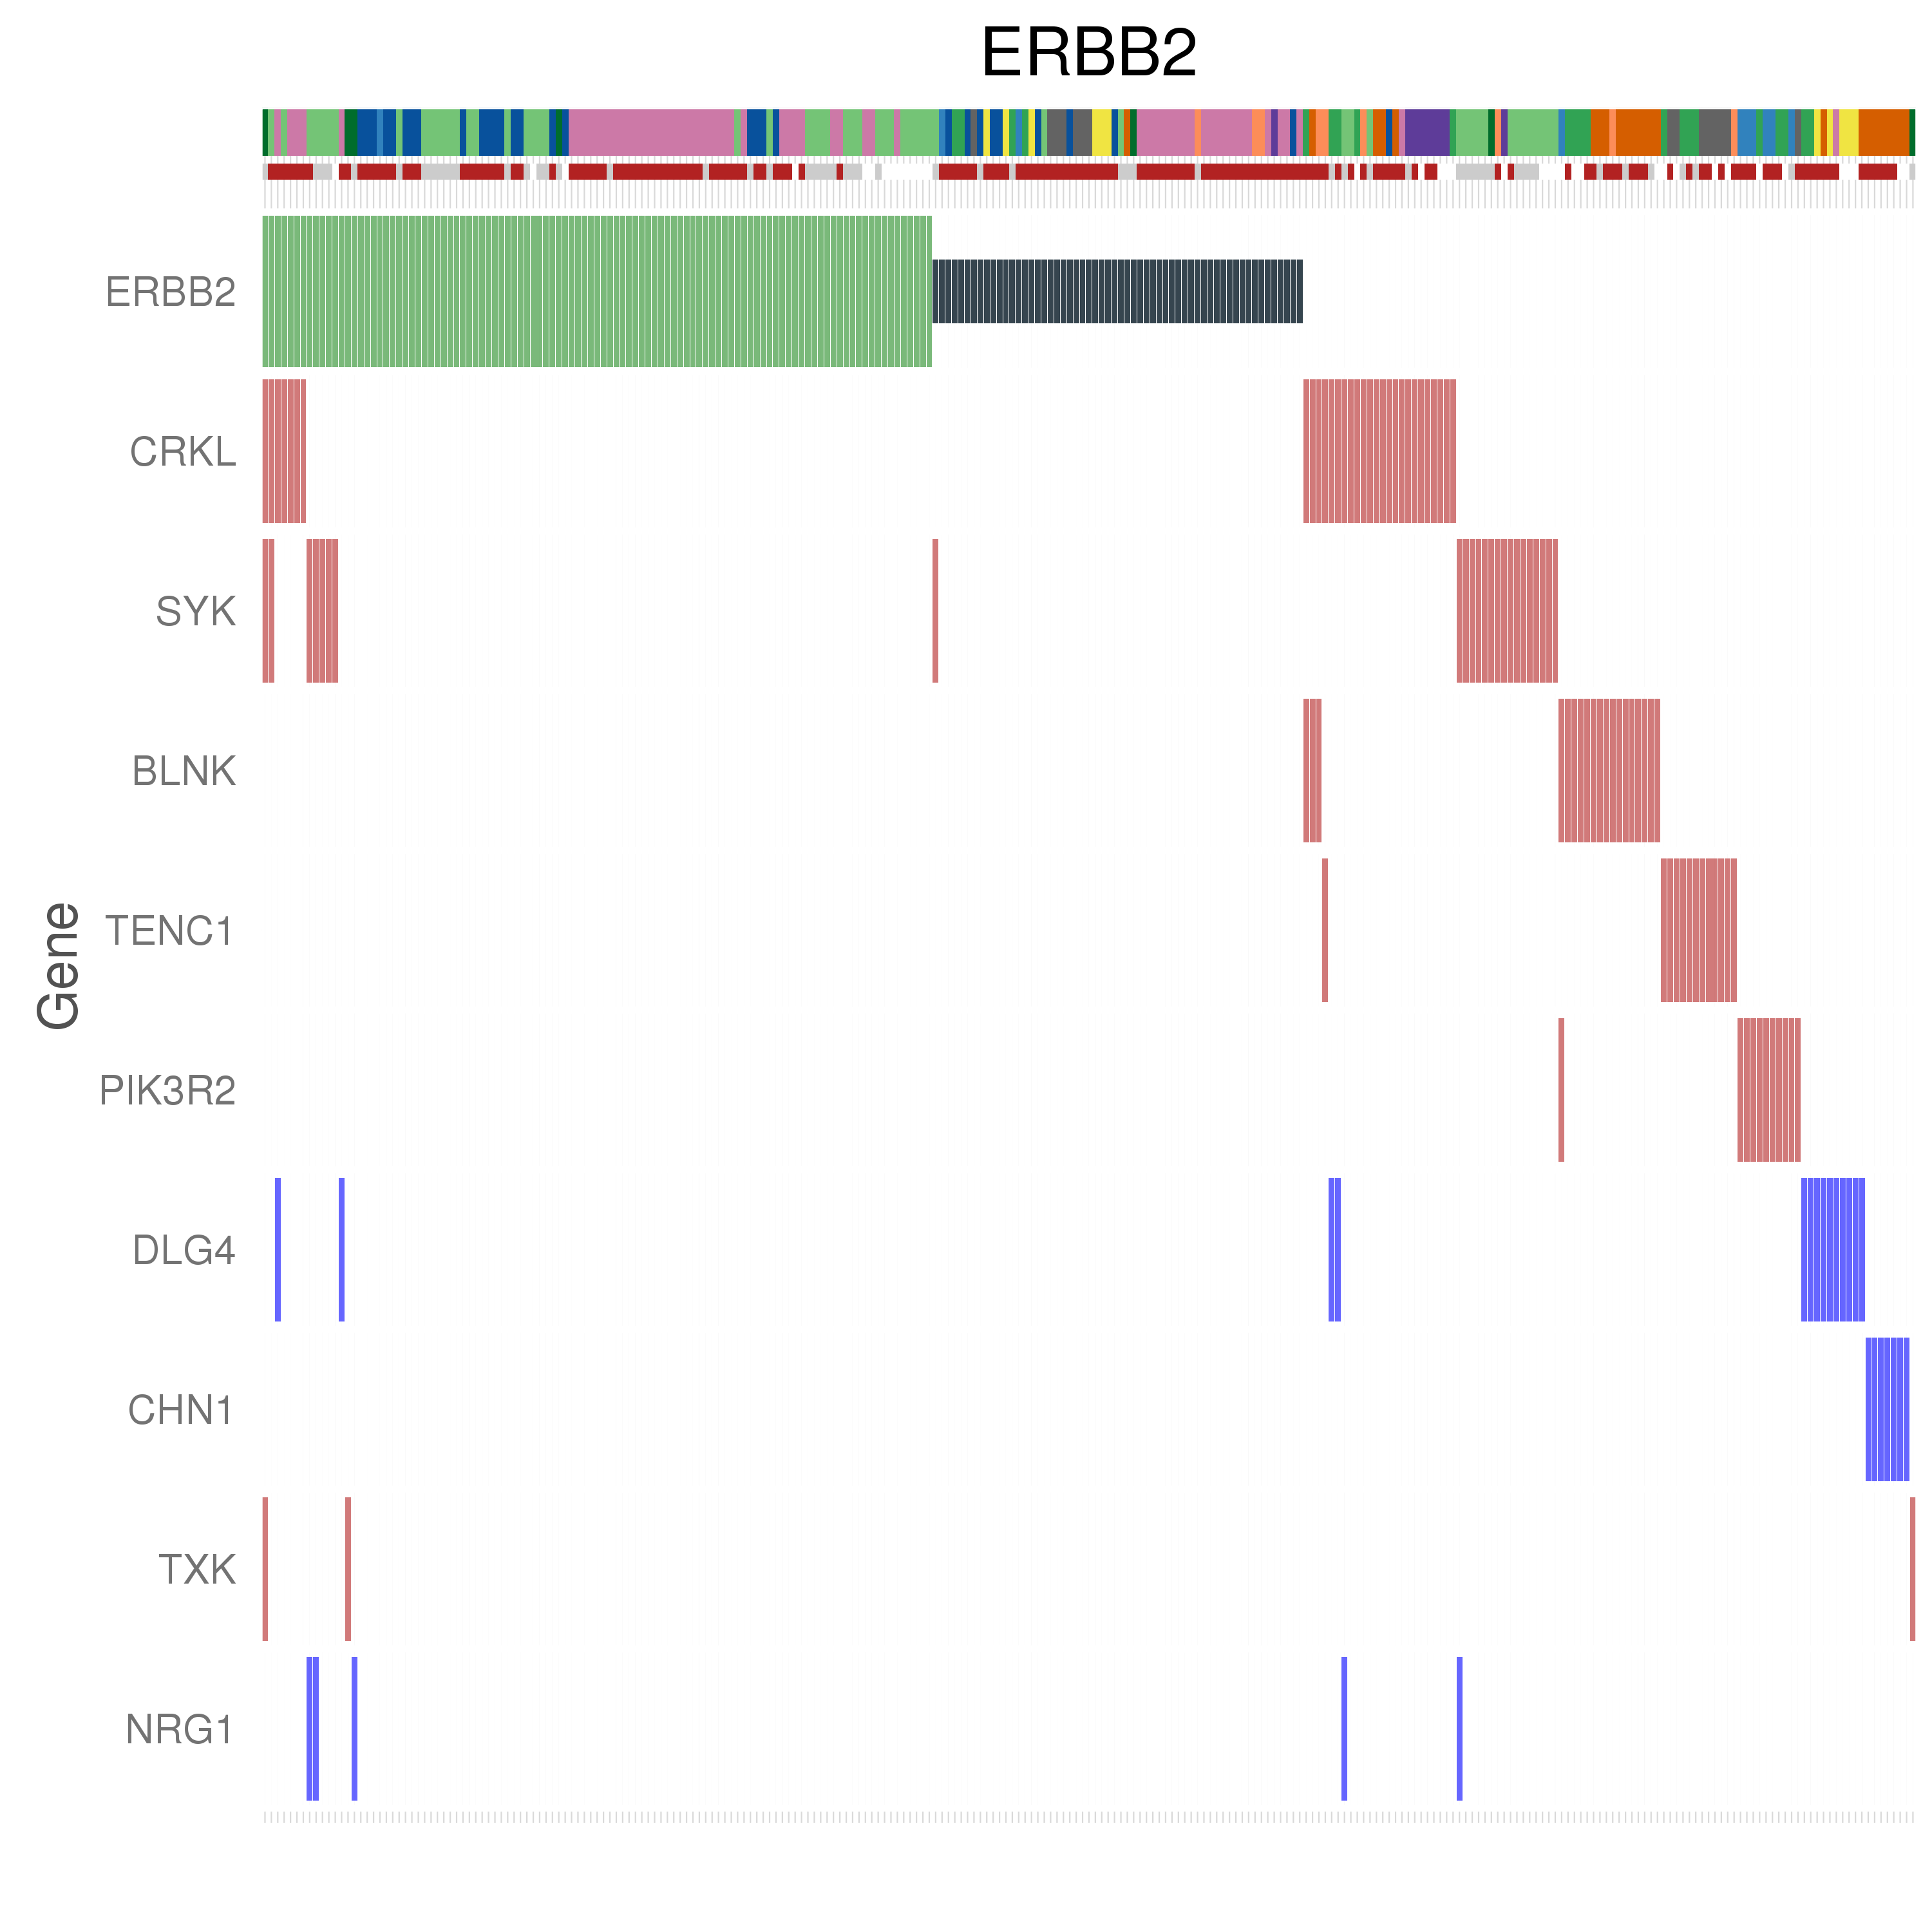 ERBB2
ERBB2
CRKL
SYK
BLNK
TENC1
PIK3R2
DLG4
CHN1
TXK
NRG1
Gene